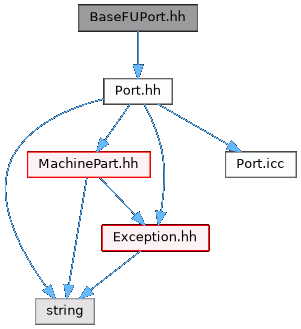 BaseFUPort.hh
Port.hh
MachinePart.hh
Port.icc
Exception.hh
string